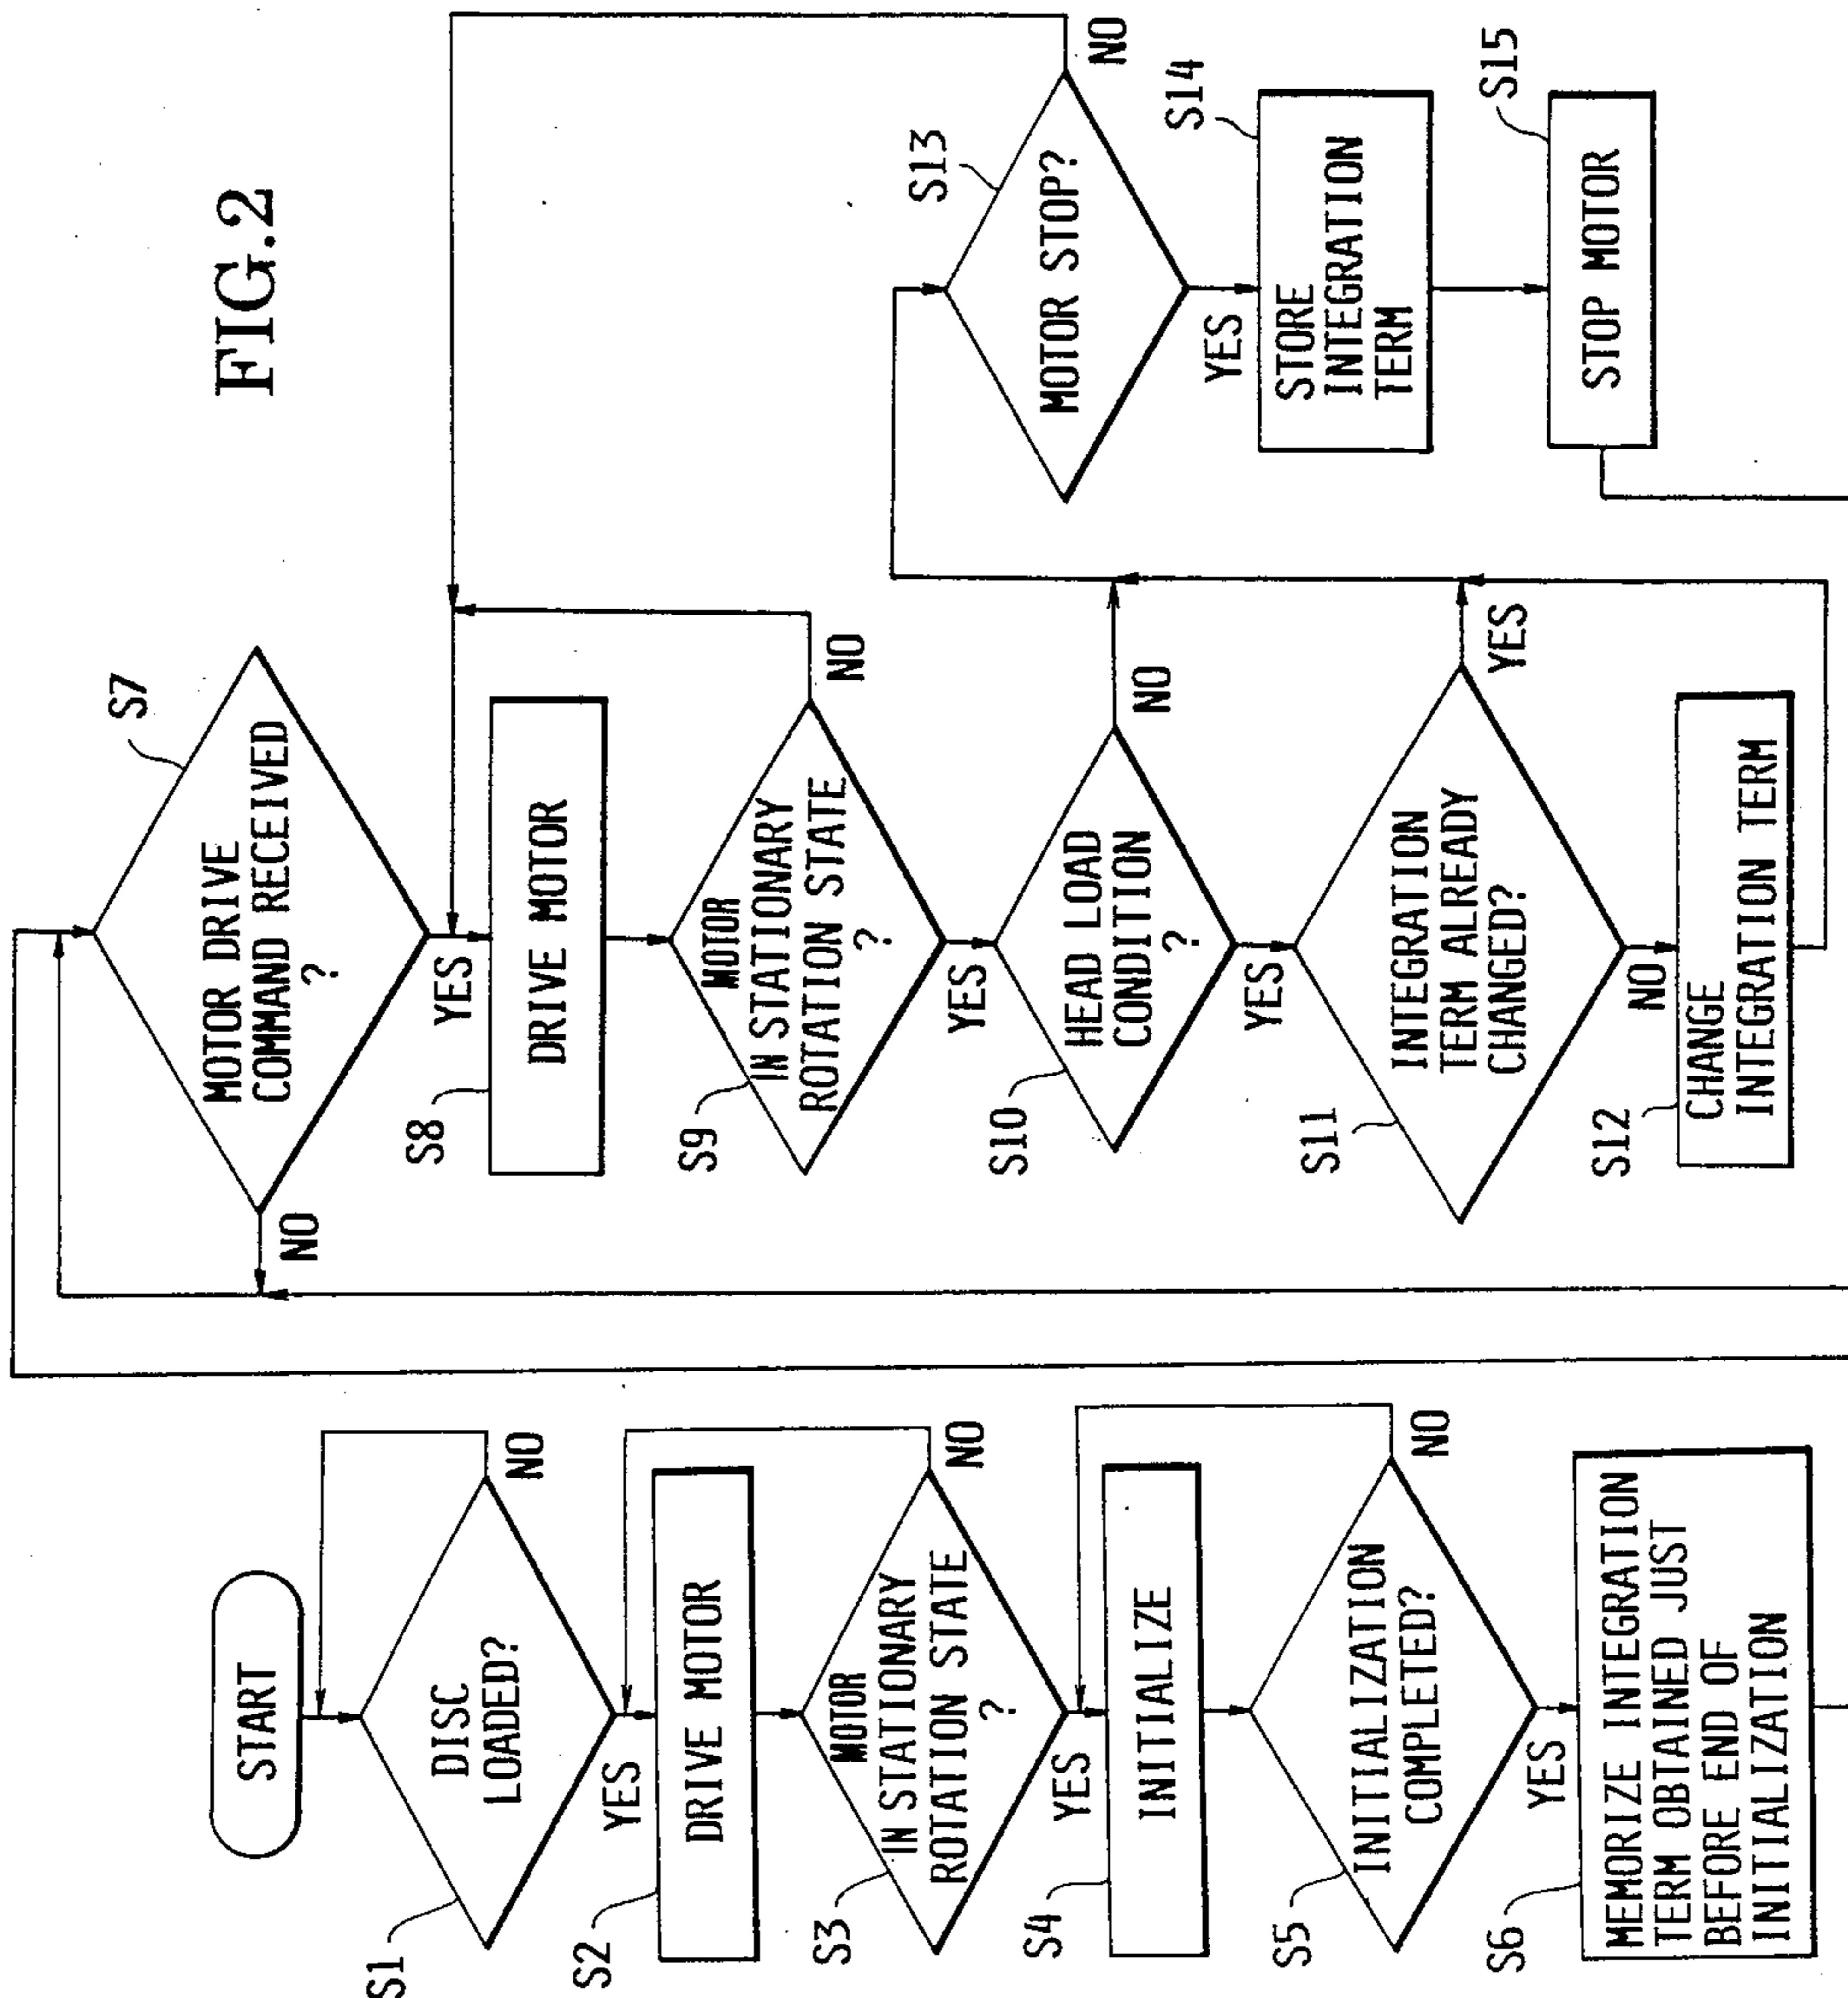 FIG.2
START
S1
DISC
LOADED?
NO
YES
S2
DRIVE MOTOR
S3
MOTOR
IN STATIONARY
ROTATION STATE
?
NO
YES
S4
INITIALIZE
S5
INITIALIZATION
COMPLETED?
NO
YES
S6
MEMORIZE INTEGRATION
TERM OBTAINED JUST
BEFORE END OF
INITIALIZATION
S7
MOTOR DRIVE
COMMAND RECEIVED
?
NO
YES
S8
DRIVE MOTOR
S9
MOTOR
IN STATIONARY
ROTATION STATE
?
NO
YES
S10
HEAD LOAD
CONDITION
?
NO
YES
S11
INTEGRATION
TERM ALREADY
CHANGED?
YES
NO
S12
CHANGE
INTEGRATION TERM
S13
MOTOR STOP?
NO
YES
S14
STORE
INTEGRATION
TERM
S15
STOP MOTOR